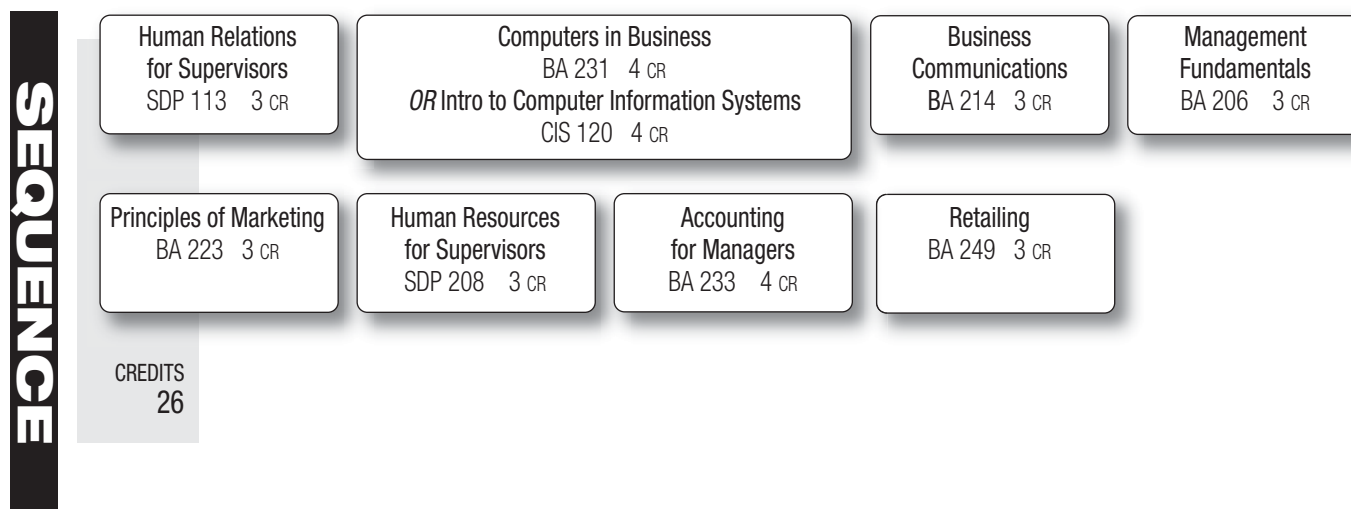 SEQUENCE
Human Relations
for Supervisors
SDP 113 3 CR
Computers in Business
BA 231 4 CR
OR Intro to Computer Information Systems
CIS 120 4 CR
Business
Communications
BA 214 3 CR
Management
Fundamentals
BA 206 3 CR
Principles of Marketing
BA 223 3 CR
Human Resources
for Supervisors
SDP 208 3 CR
Accounting
for Managers
BA 233 4 CR
Retailing
BA 249 3 CR
CREDITS
26